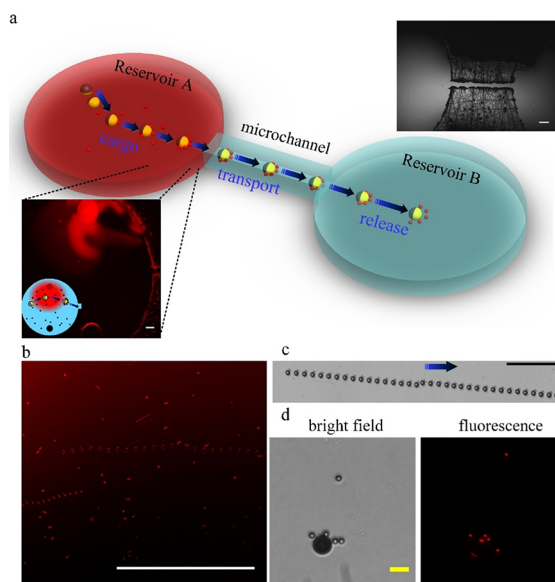 a
Reservoir A
cargo
microchannel
transport
Reservoir B
release
b
c
d
bright field
fluorescence